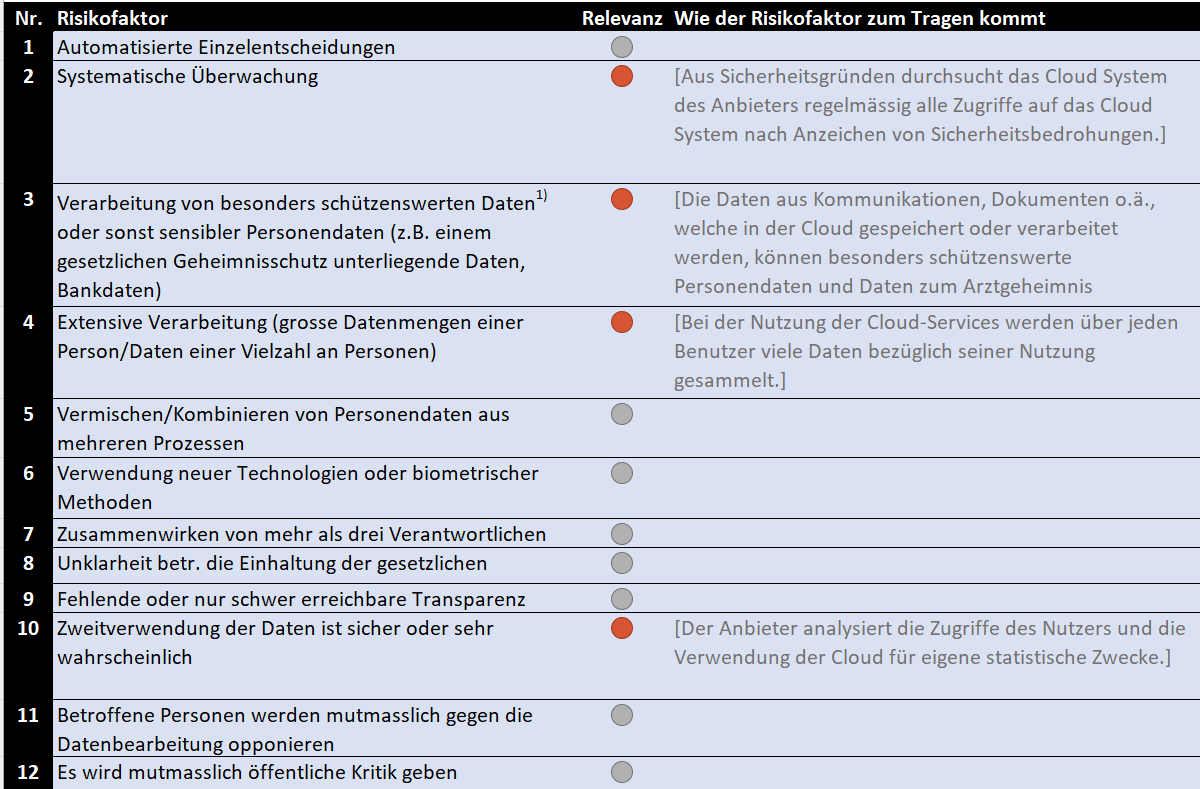 Nr. Risikofaktor Relevanz Wie der Risikofaktor zum Tragen kommt
1 Automatisierte Einzelentscheidungen
2 Systematische Überwachung [Aus Sicherheitsgründen durchsucht das Cloud System
des Anbieters regelmässig alle Zugriffe auf das Cloud
System nach Anzeichen von Sicherheitsbedrohungen.]
3 Verarbeitung von besonders schützenswerten Daten1)
oder sonst sensibler Personendaten (z.B. einem
gesetzlichen Geheimnisschutz unterliegende Daten,
Bankdaten)
[Die Daten aus Kommunikationen, Dokumenten o.ä.,
welche in der Cloud gespeichert oder verarbeitet
werden, können besonders schützenswerte
Personendaten und Daten zum Arztgeheimnis
4 Extensive Verarbeitung (grosse Datenmengen einer
Person/Daten einer Vielzahl an Personen)
[Bei der Nutzung der Cloud-Services werden über jeden
Benutzer viele Daten bezüglich seiner Nutzung
gesammelt.]
5 Vermischen/Kombinieren von Personendaten aus
mehreren Prozessen
6 Verwendung neuer Technologien oder biometrischer
Methoden
7 Zusammenwirken von mehr als drei Verantwortlichen
8 Unklarheit betr. die Einhaltung der gesetzlichen
9 Fehlende oder nur schwer erreichbare Transparenz
10 Zweitverwendung der Daten ist sicher oder sehr
wahrscheinlich
[Der Anbieter analysiert die Zugriffe des Nutzers und die
Verwendung der Cloud für eigene statistische Zwecke.]
11 Betroffene Personen werden mutmasslich gegen die
Datenbearbeitung opponieren
12 Es wird mutmasslich öffentliche Kritik geben